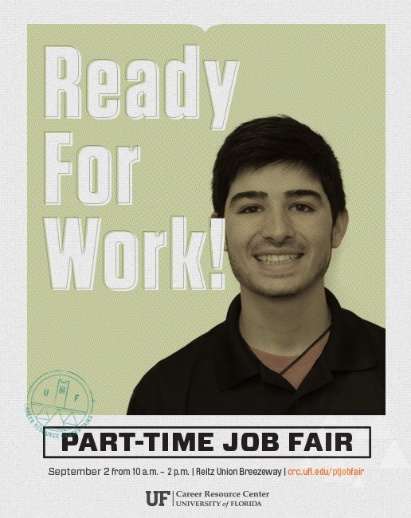 Ready
For
Work!
U F
PART-TIME JOB FAIR
September 2 from 10 a.m. - 2 p.m. | Reitz Union Breezeway | crc.ufl.edu/ptjobfair
UF | Career Resource Center
UNIVERSITY of FLORIDA